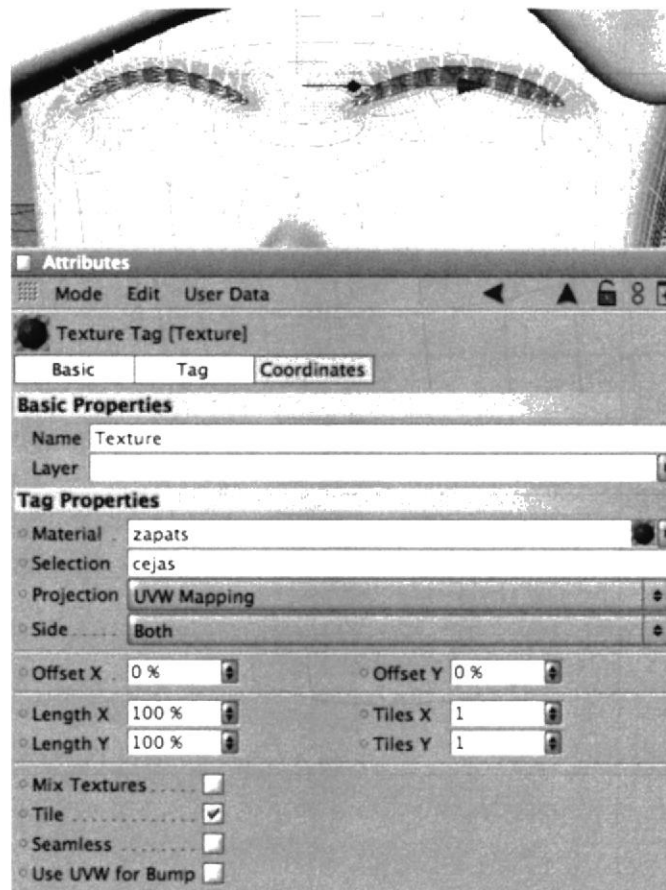 Attributes
Mode Edit User Data
Texture Tag [Texture]
Basic Tag Coordinates
Basic Properties
Name Texture
Layer
Tag Properties
Material . zapats
Selection cejas
Projection UVW Mapping
Side ..... Both
Offset X . 0 % Offset Y 0 %
Length X 100 % Tiles X 1
Length Y 100 % Tiles Y 1
Mix Textures .....
Tile ............
Seamless ........
Use UVW for Bump